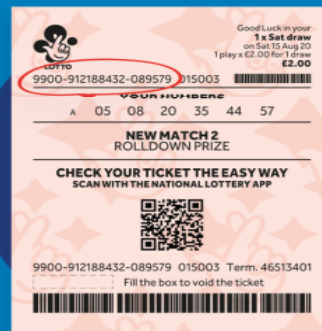 Good Luck in your
1 x Sat draw
on Sat 15 Aug 20
1 play x £2.00 for 1 draw
£2.00
LOTTO
9900-912188432-089579 015003
YOUR NUMBERS
A 05 08 20 35 44 57
NEW MATCH 2
ROLLDOWN PRIZE
CHECK YOUR TICKET THE EASY WAY
SCAN WITH THE NATIONAL LOTTERY APP
9900-912188432-089579 015003 Term. 46513401
Fill the box to void the ticket